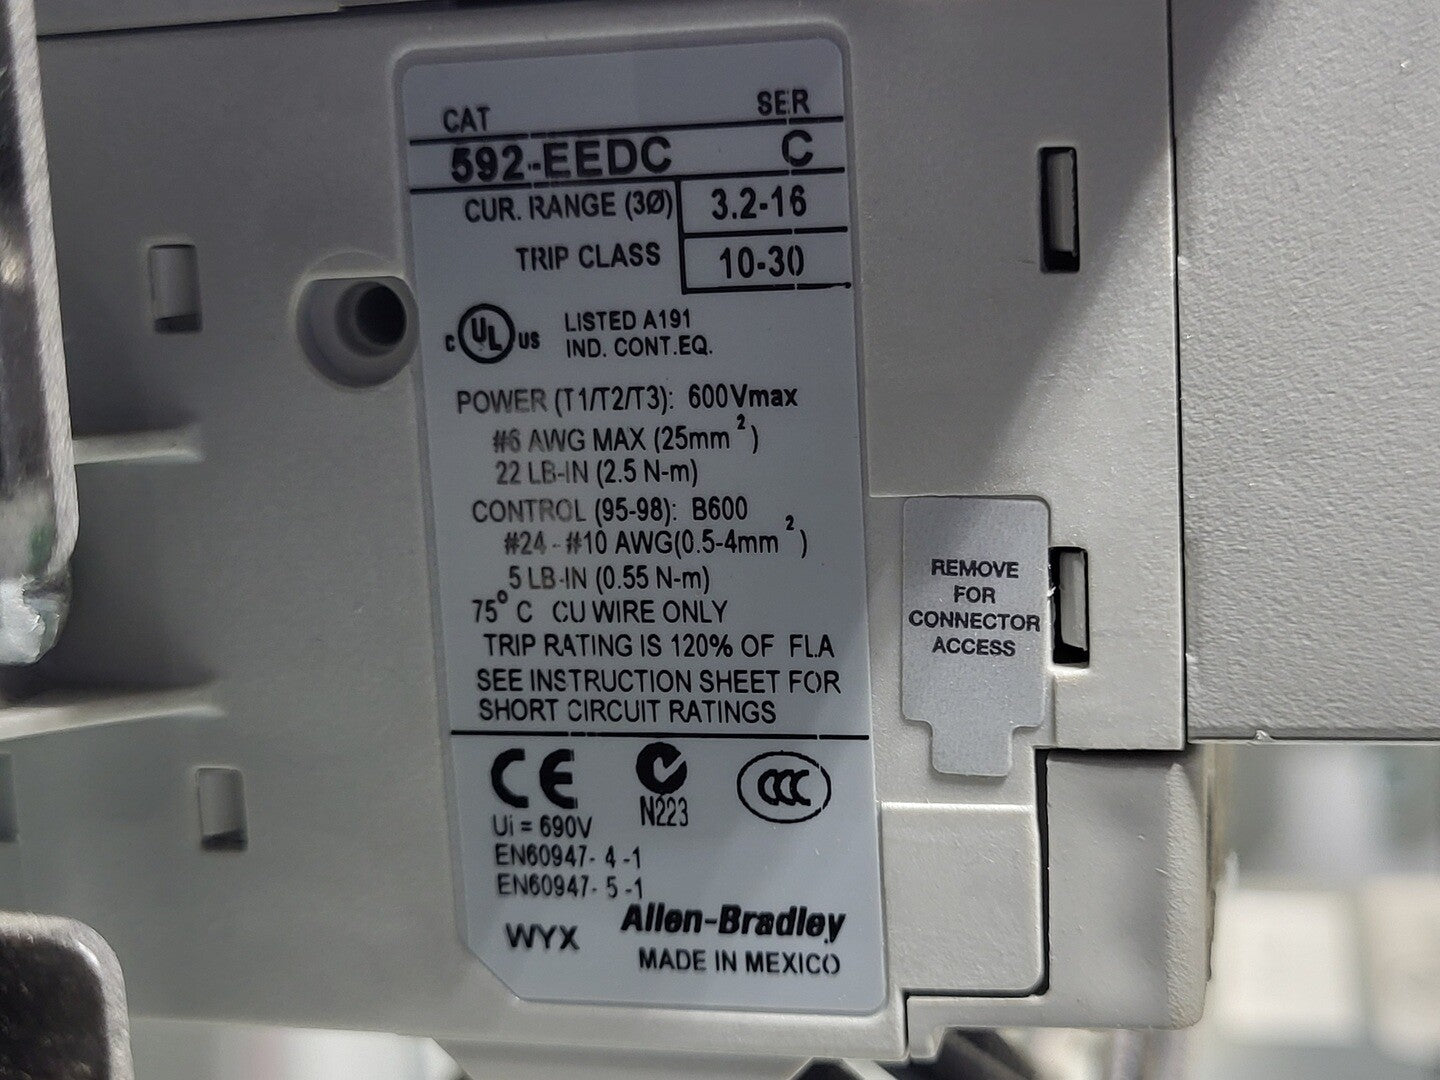 CAT SER
592-EEDC C
CUR. RANGE (3Ø) 3.2-16
TRIP CLASS 10-30
C UL US LISTED A191
IND. CONT.EQ.
POWER (T1/T2/T3): 600Vmax
#6 AWG MAX (25mm²)
22 LB-IN (2.5 N-m)
CONTROL (95-98): B600
#24 - #10 AWG(0.5-4mm²)
5 LB-IN (0.55 N-m)
75° C CU WIRE ONLY
TRIP RATING IS 120% OF FLA
SEE INSTRUCTION SHEET FOR
SHORT CIRCUIT RATINGS
CE N223 CCC
Ui = 690V
EN60947- 4 -1
EN60947- 5 -1
WYX Allen-Bradley
MADE IN MEXICO
REMOVE
FOR
CONNECTOR
ACCESS